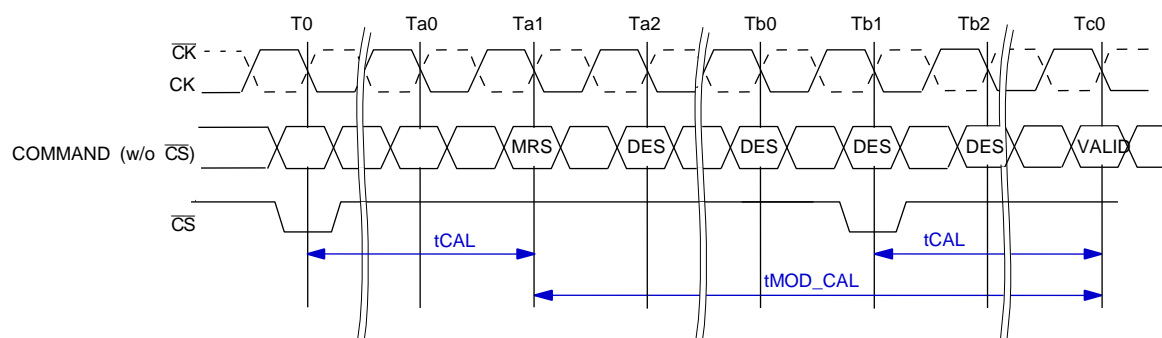 T0 Ta0 Ta1 Ta2 Tb0 Tb1 Tb2 Tc0
CK
CK
COMMAND (w/o CS) MRS DES DES DES DES VALID
CS
tCAL tCAL
tMOD_CAL